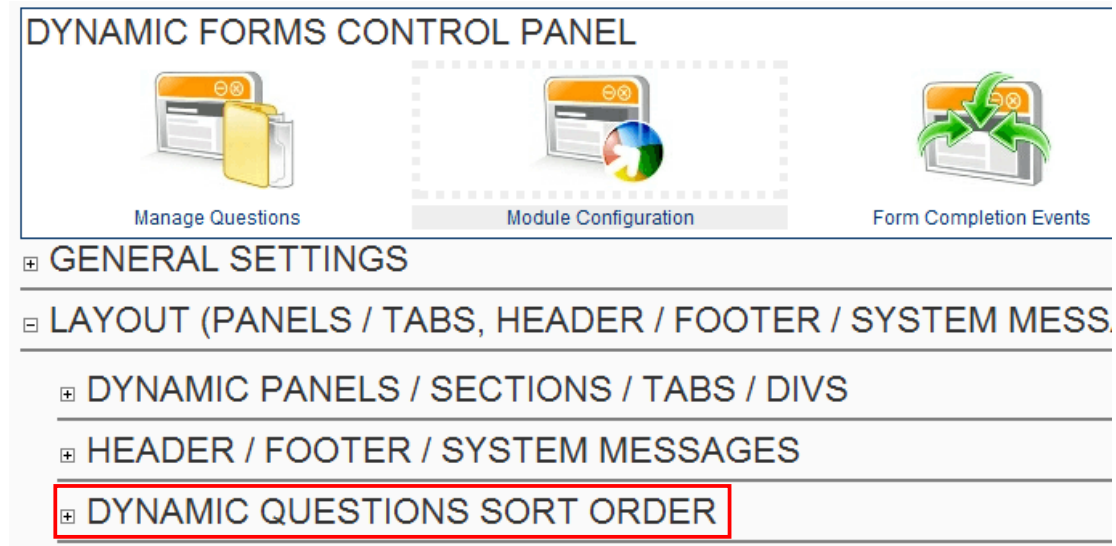 DYNAMIC FORMS CONTROL PANEL
Manage Questions
Module Configuration
Form Completion Events
GENERAL SETTINGS
LAYOUT (PANELS / TABS, HEADER / FOOTER / SYSTEM
DYNAMIC PANELS / SECTIONS / TABS / DIVS
HEADER / FOOTER / SYSTEM MESSAGES
DYNAMIC QUESTIONS SORT ORDER